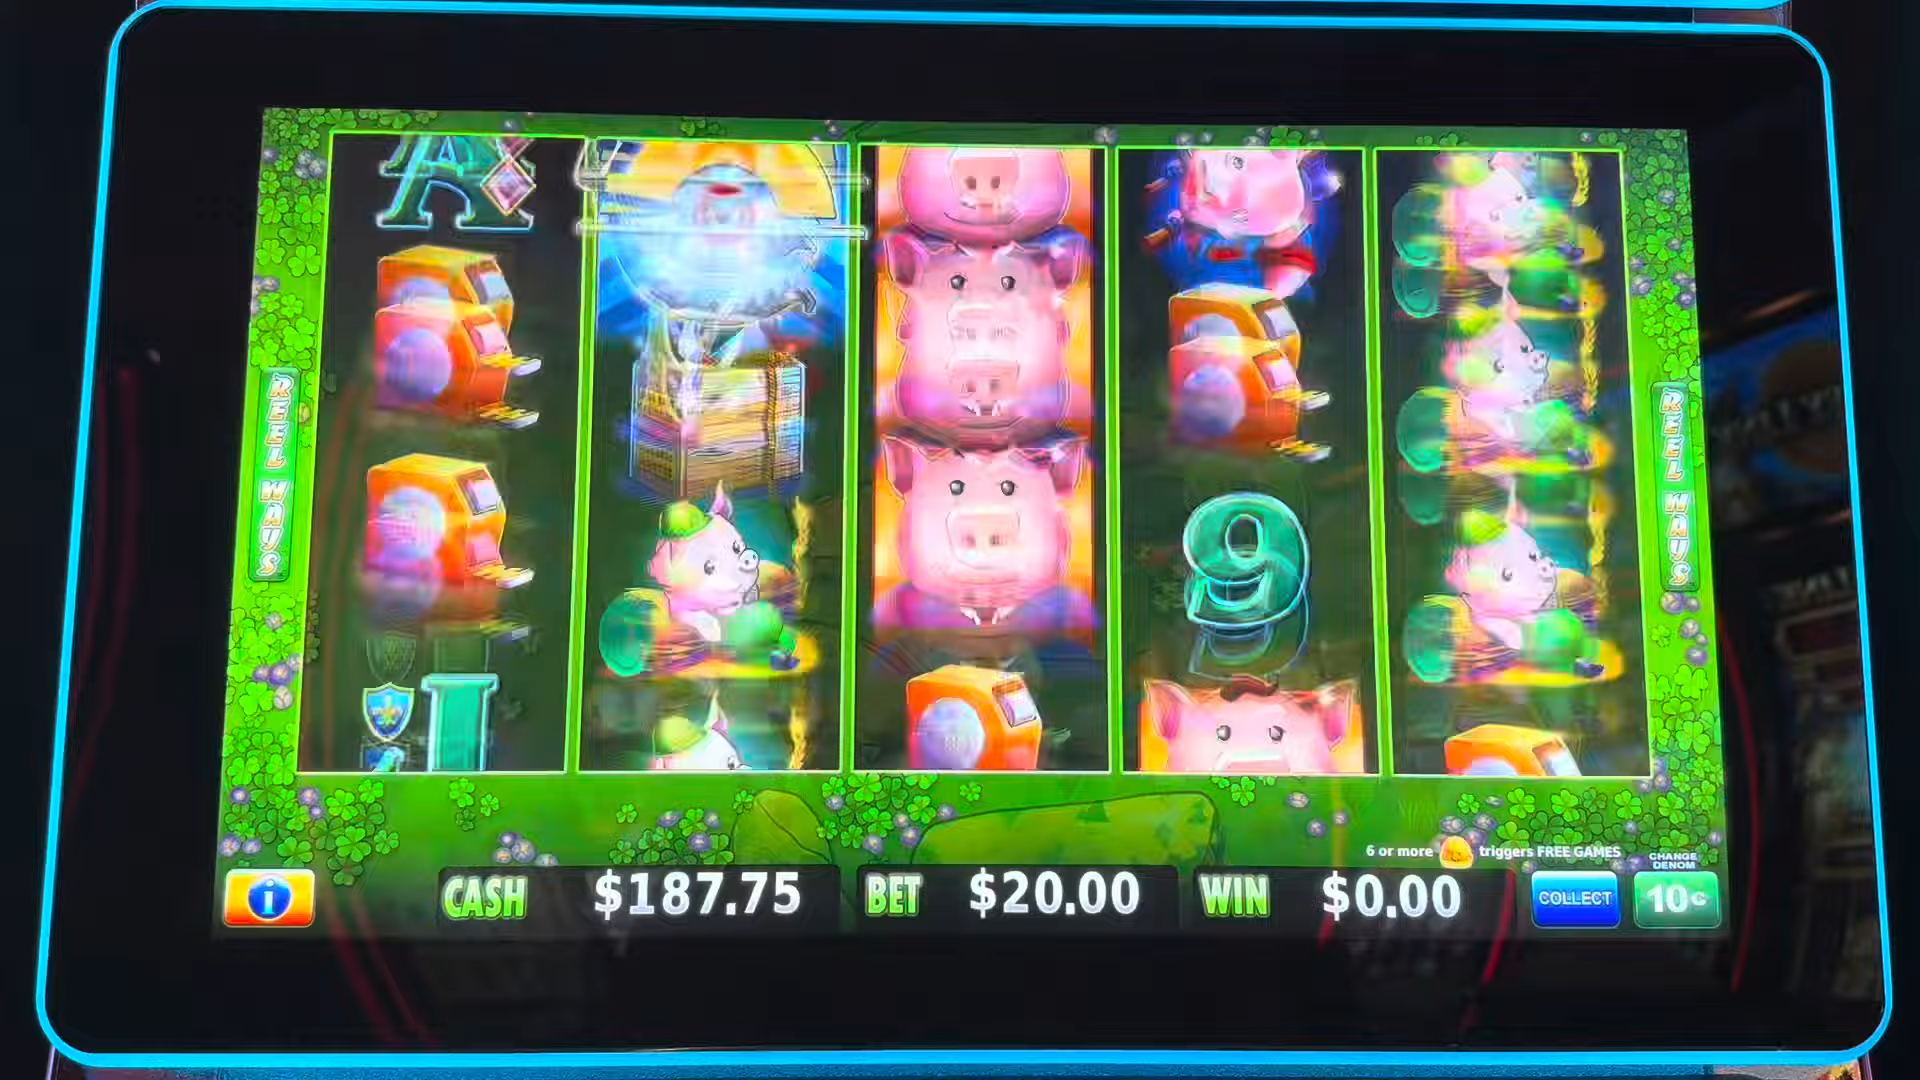 A
REEL WAYS
REEL WAYS
9
6 or more triggers FREE GAMES
CHANGE
DENOM
CASH $187.75 BET $20.00 WIN $0.00 COLLECT 10¢